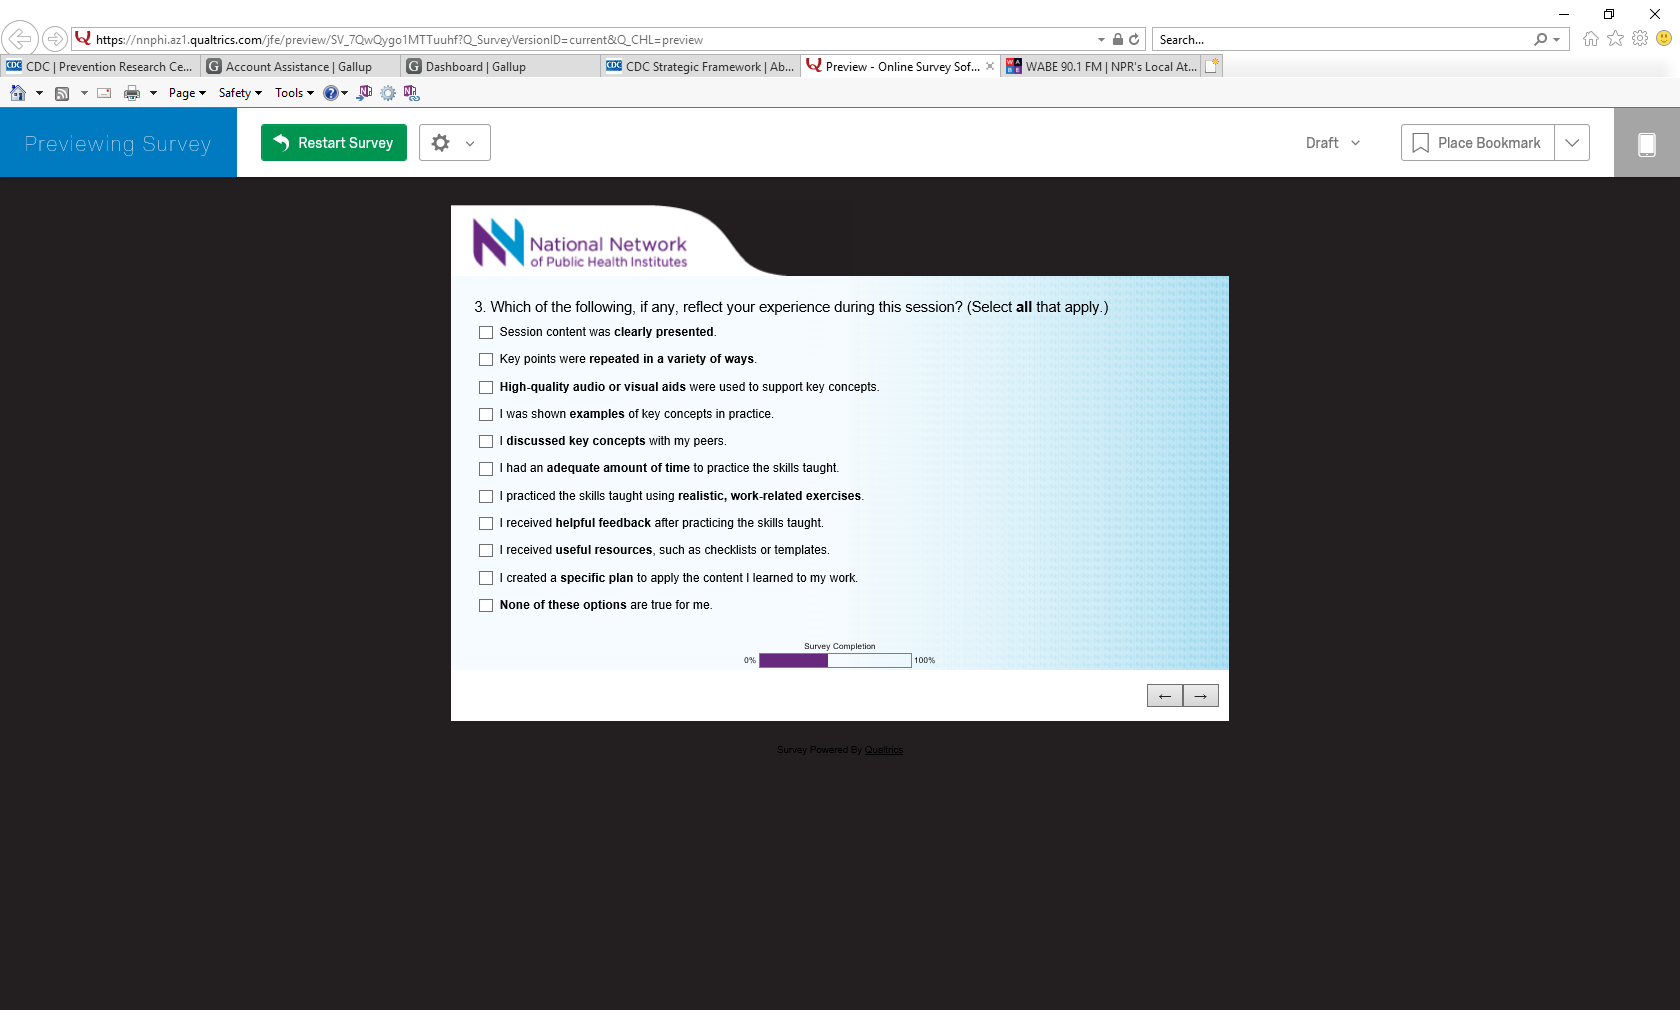 https://nnphi.az1.qualtrics.com/jfe/preview/SV_7QwQygo1MTTuuhf?Q_SurveyVersionID=current&Q_CHL=preview
Search...
CDC | Prevention Research Ce...
Account Assistance | Gallup
Dashboard | Gallup
CDC Strategic Framework | Ab...
Preview - Online Survey Sof...
WABE 90.1 FM | NPR's Local At...
Page Safety Tools
Previewing Survey
Restart Survey
Draft
Place Bookmark
National Network
of Public Health Institutes
3. Which of the following, if any, reflect your experience during this session? (Select all that apply.)
Session content was clearly presented.
Key points were repeated in a variety of ways.
High-quality audio or visual aids were used to support key concepts.
I was shown examples of key concepts in practice.
I discussed key concepts with my peers.
I had an adequate amount of time to practice the skills taught.
I practiced the skills taught using realistic, work-related exercises.
I received helpful feedback after practicing the skills taught.
I received useful resources, such as checklists or templates.
I created a specific plan to apply the content I learned to my work.
None of these options are true for me.
Survey Completion
0% 100%
Survey Powered By Qualtrics